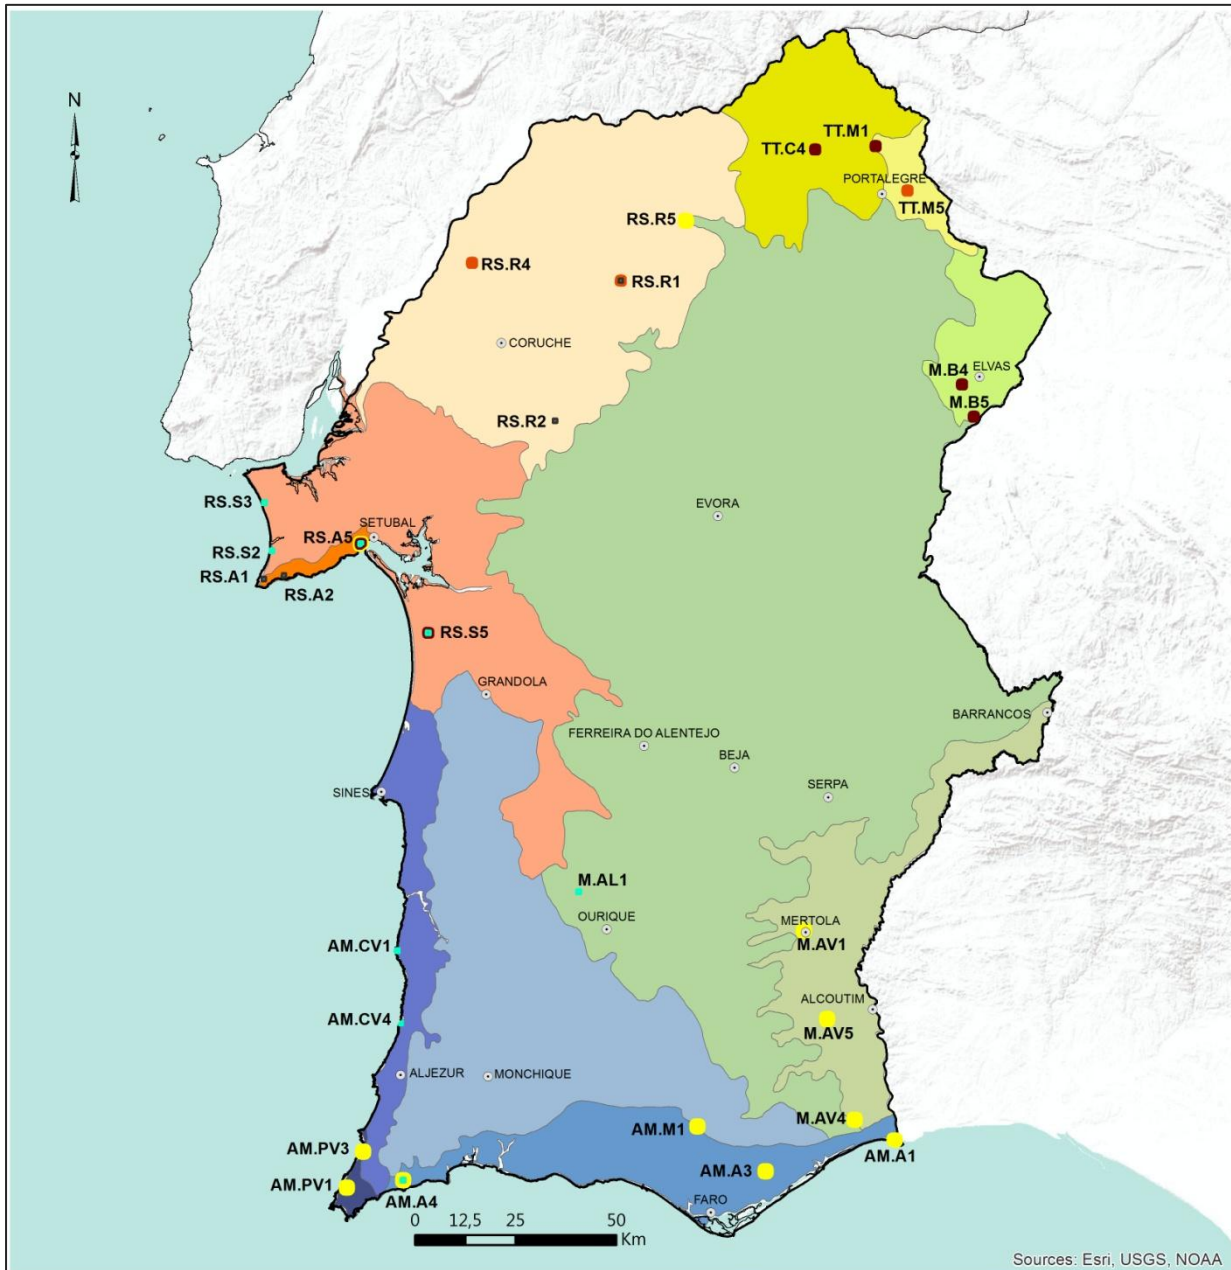 N
TT.M1
TT.C4
PORTALEGRE
TT.M5
RS.R5
RS.R4
RS.R1
CORUCHE
M.B4
ELVAS
M.B5
RS.R2
RS.S3
EVORA
SETUBAL
RS.A5
RS.S2
RS.A1
RS.A2
RS.S5
GRANDOLA
BARRANCOS
FERREIRA DO ALENTEJO
BEJA
SERPA
SINES
M.AL1
OURIQUE
MERTOLA
M.AV1
AM.CV1
ALCOUTIM
AM.CV4
M.AV5
ALJEZUR
MONCHIQUE
M.AV4
AM.M1
AM.PV3
AM.A1
AM.A3
AM.PV1
AM.A4
FARO
0 12,5 25 50
Km
Sources: Esri, USGS, NOAA